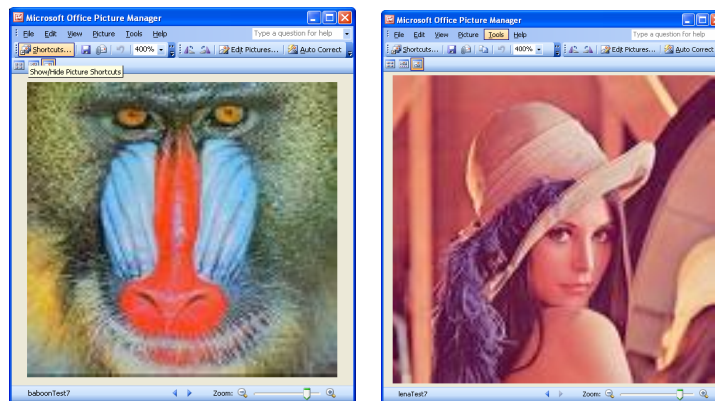 Microsoft Office Picture Manager
File Edit View Picture Tools Help
Type a question for help
Shortcuts... 400% Edit Pictures... Auto Correct
Show/Hide Picture Shortcuts
baboonTest7 Zoom:
Microsoft Office Picture Manager
File Edit View Picture Tools Help
Type a question for help
Shortcuts... 400% Edit Pictures... Auto Correct
lenaTest7 Zoom: